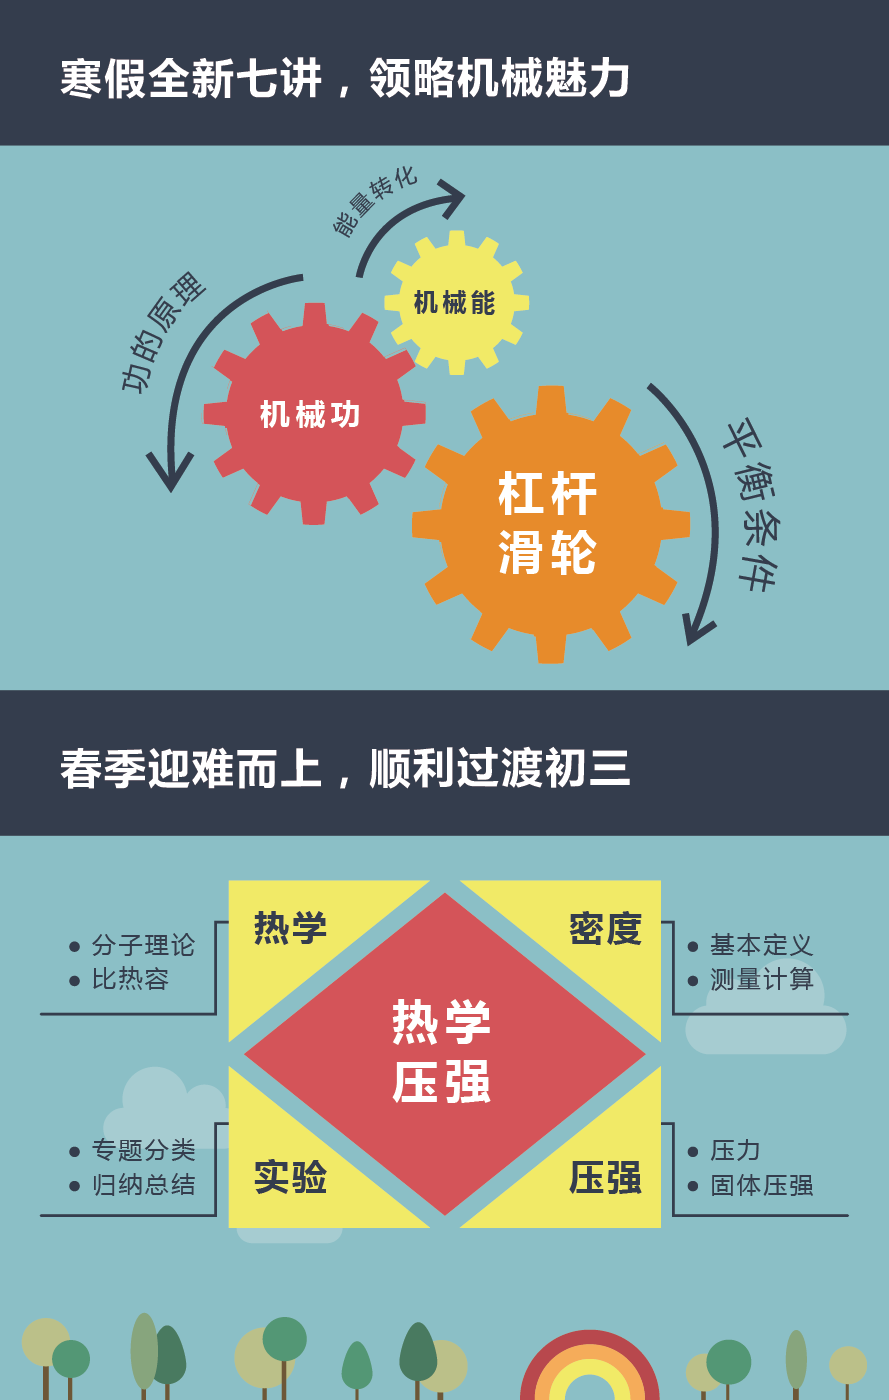 寒假全新七讲，领略机械魅力
能量转化
功的原理
机械能
机械功
杠杆
滑轮
平衡条件
春季迎难而上，顺利过渡初三
热学
● 分子理论
● 比热容
密度
● 基本定义
● 测量计算
热学
压强
实验
● 专题分类
● 归纳总结
压强
● 压力
● 固体压强